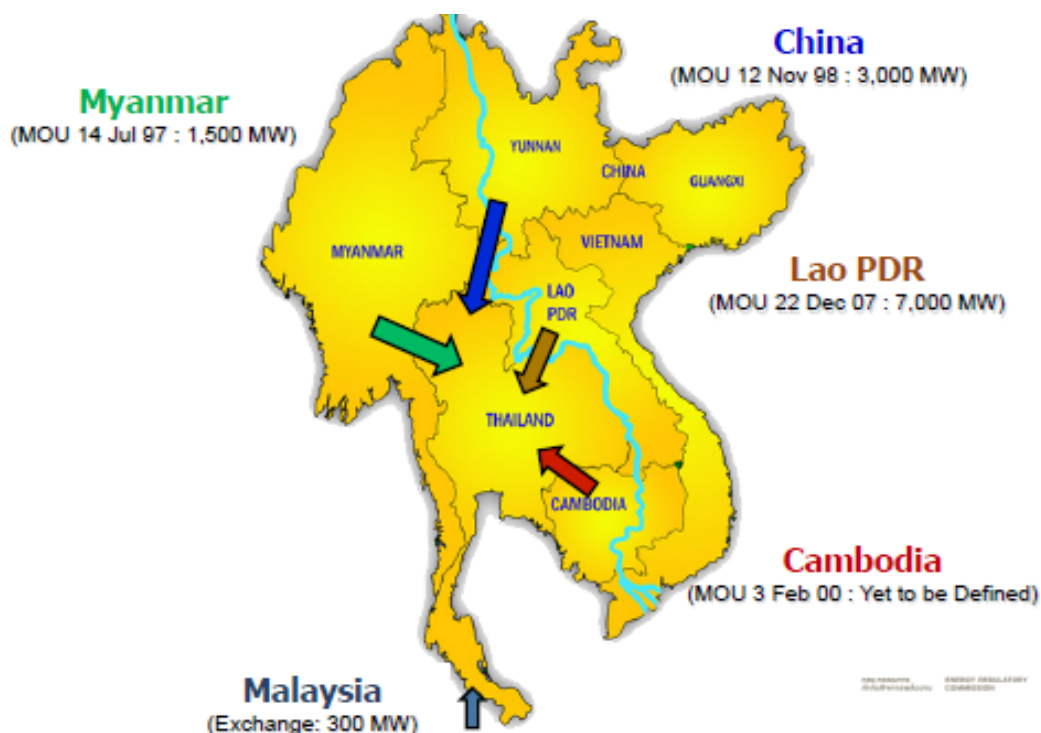 China
(MOU 12 Nov 98 : 3,000 MW)
Myanmar
(MOU 14 Jul 97 : 1,500 MW)
YUNNAN
CHINA
GUANGXI
MYANMAR
VIETNAM
Lao PDR
(MOU 22 Dec 07 : 7,000 MW)
LAO
PDR
THAILAND
CAMBODIA
Cambodia
(MOU 3 Feb 00 : Yet to be Defined)
Malaysia
(Exchange: 300 MW)
ENERGY REGULATORY
COMMISSION